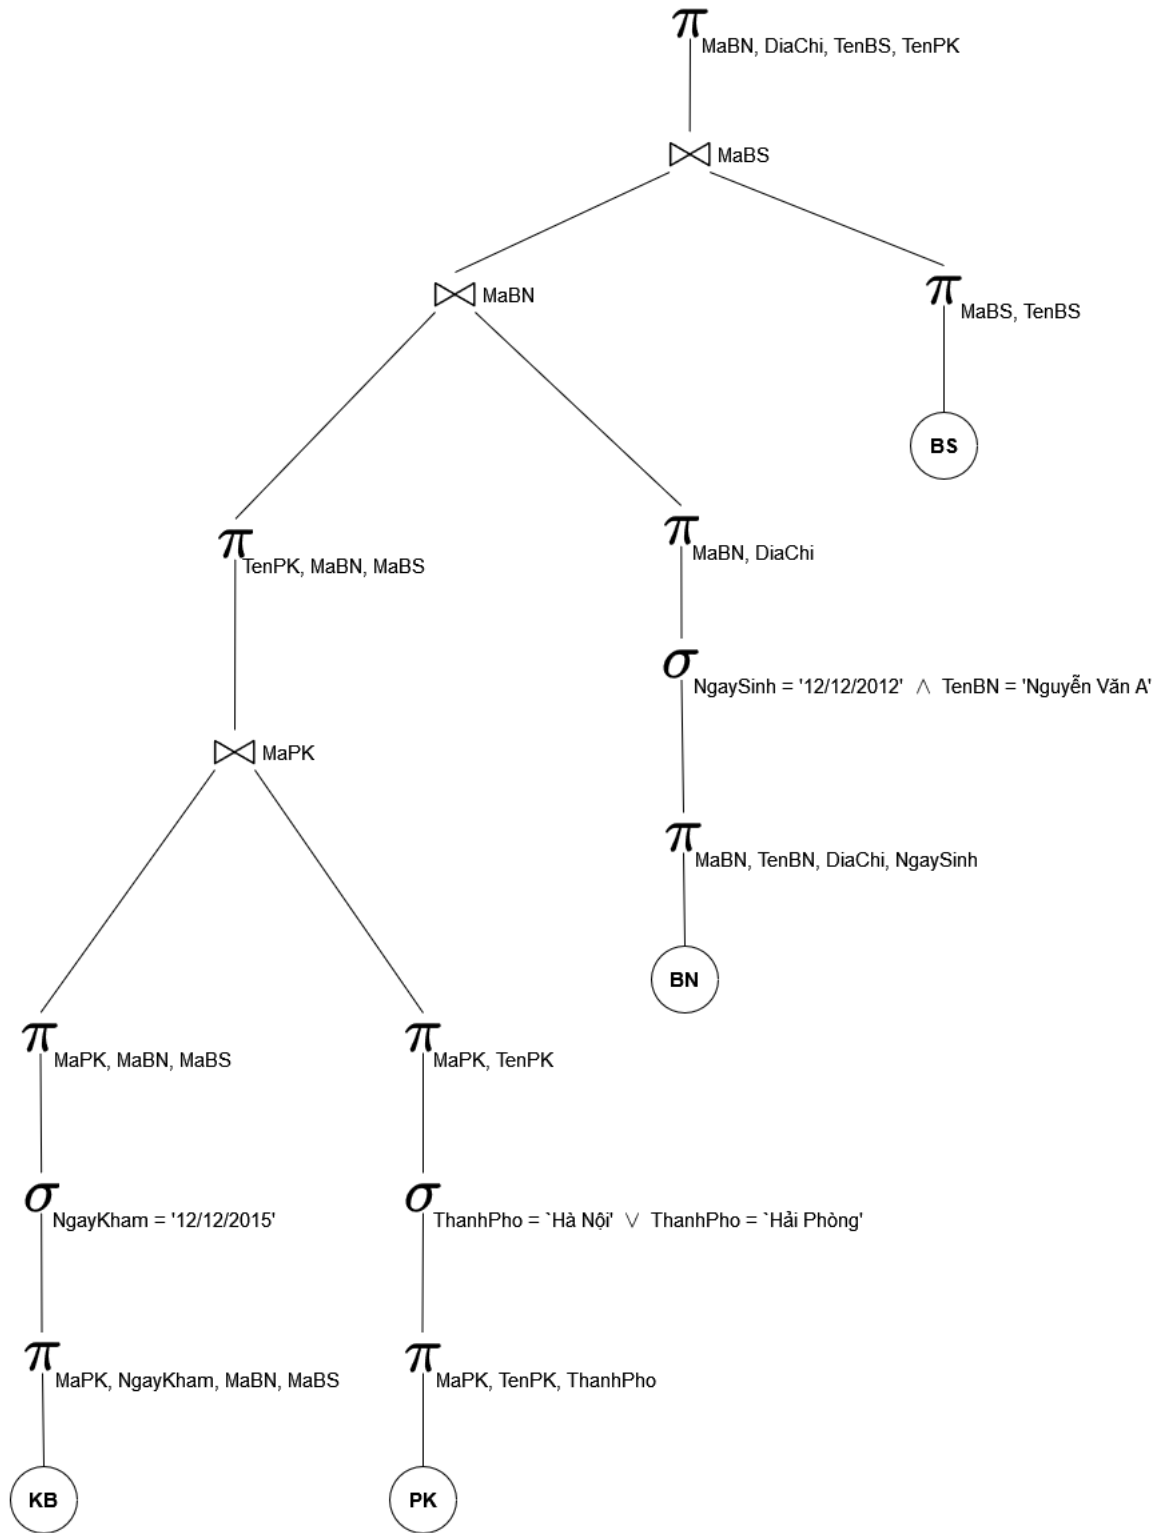 π MaBN, DiaChi, TenBS, TenPK
⋈ MaBS
π MaBS, TenBS
⋈ MaBN
BS
π MaBN, DiaChi
π TenPK, MaBN, MaBS
σ NgaySinh = '12/12/2012' ∧ TenBN = 'Nguyễn Văn A'
⋈ MaPK
π MaBN, TenBN, DiaChi, NgaySinh
BN
π MaPK, MaBN, MaBS
π MaPK, TenPK
σ NgayKham = '12/12/2015'
σ ThanhPho = `Hà Nội' ∨ ThanhPho = `Hải Phòng'
π MaPK, NgayKham, MaBN, MaBS
π MaPK, TenPK, ThanhPho
KB
PK